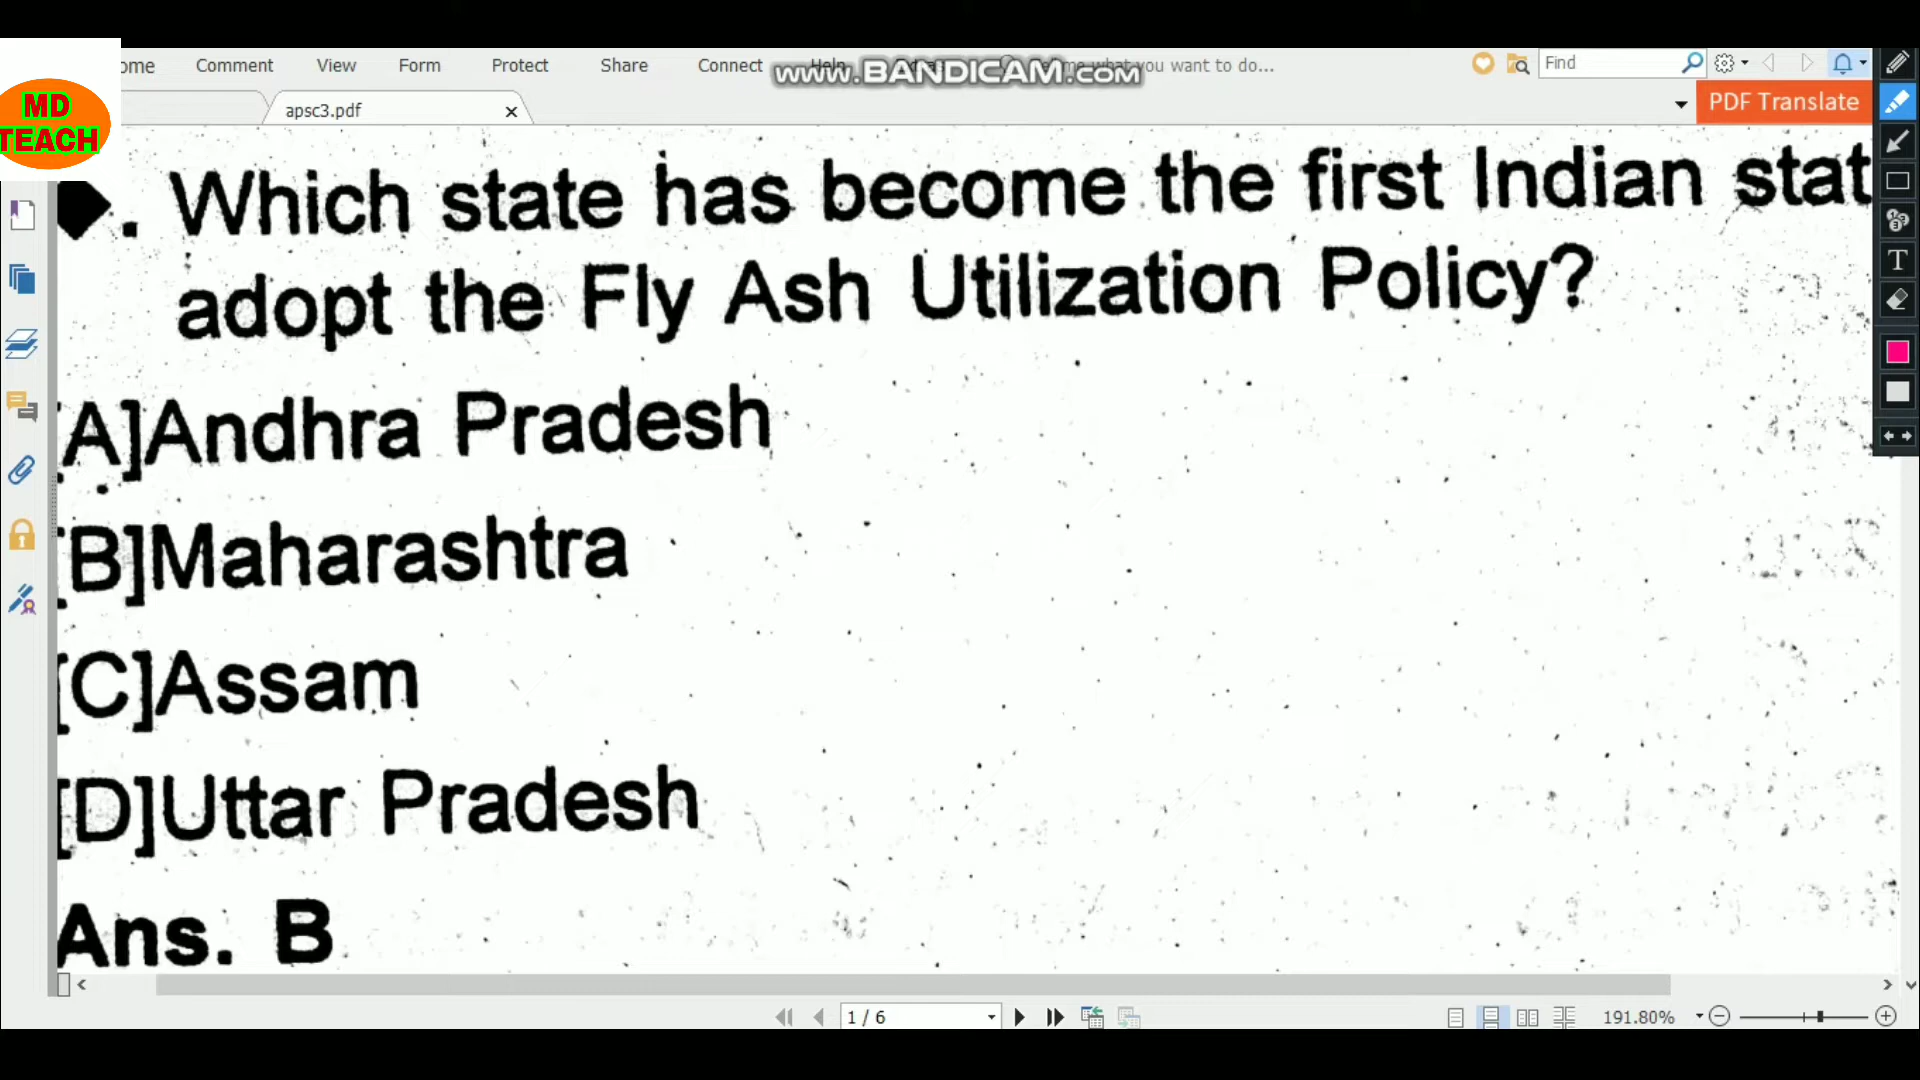 ome Comment View Form Protect Share Connect Help you want to do... Find
www.BANDICAM.com
MD
TEACH
apsc3.pdf
PDF Translate
. Which state has become the first Indian stat
adopt the Fly Ash Utilization Policy?
[A]Andhra Pradesh
[B]Maharashtra
[C]Assam
[D]Uttar Pradesh
Ans. B
1 / 6
191.80%